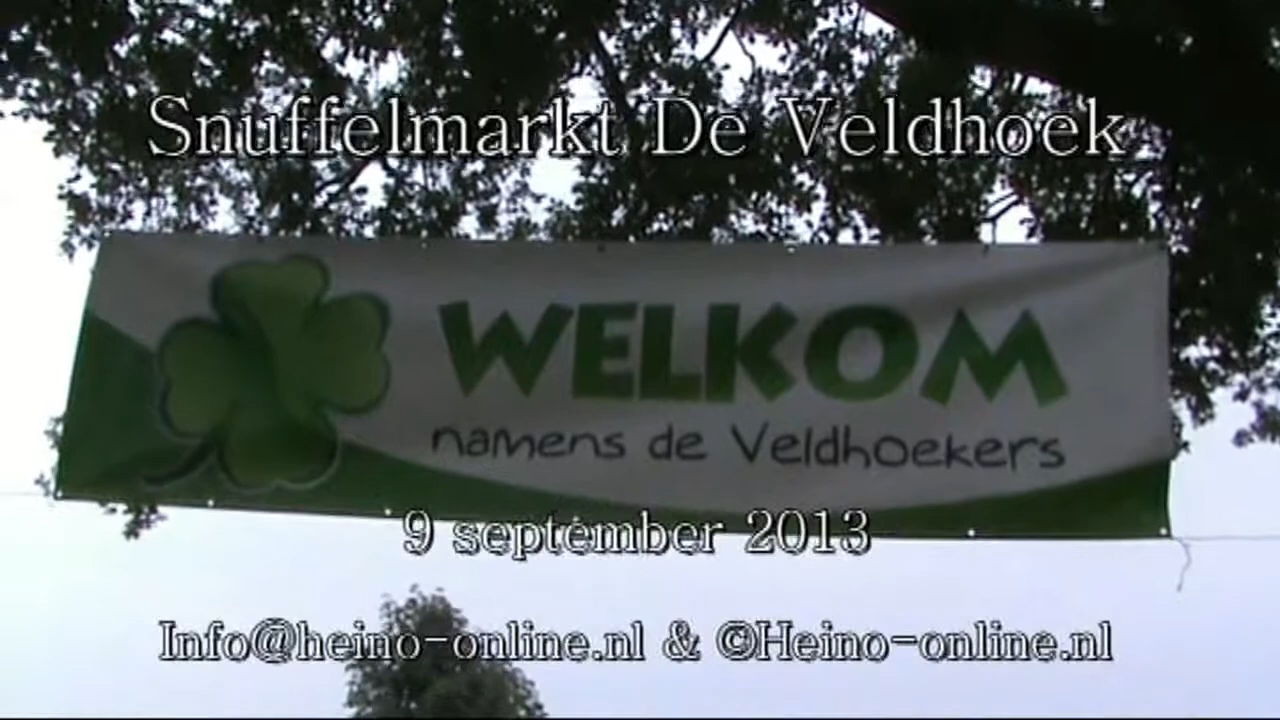 Snuffelmarkt De Veldhoek
WELKOM
namens de Veldhoekers
9 september 2013
Info@heino-online.nl & ©Heino-online.nl